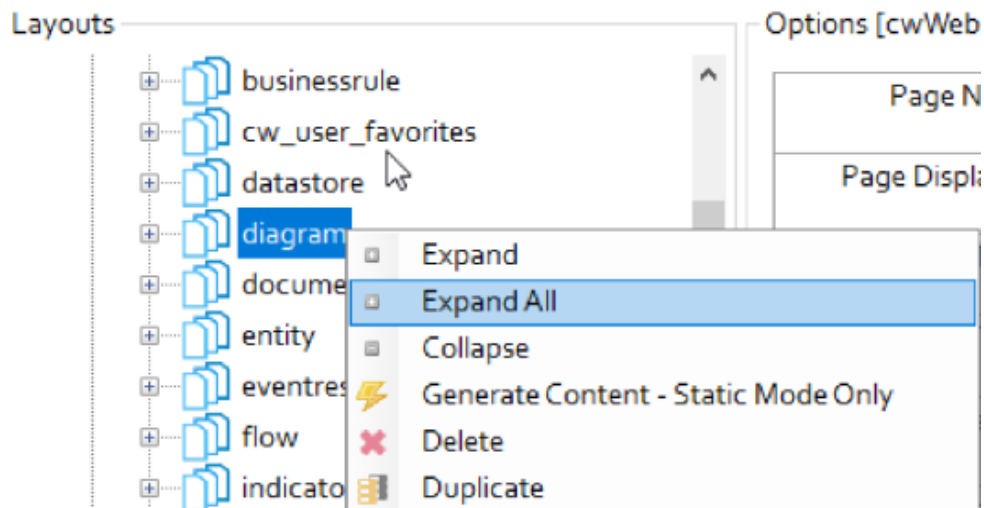 Layouts
Options [cwWeb
businessrule
cw_user_favorites
datastore
diagram
docume
entity
eventres
flow
indicato
Page N
Page Displa
Expand
Expand All
Collapse
Generate Content - Static Mode Only
Delete
Duplicate